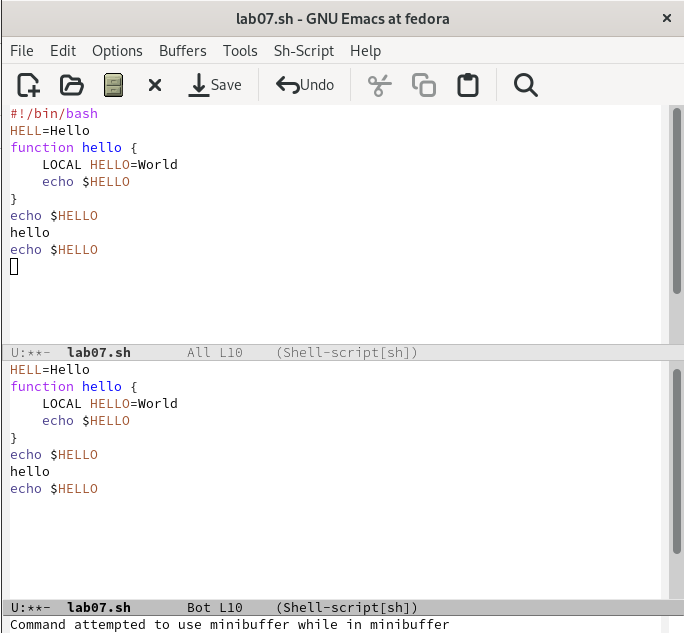 lab07.sh - GNU Emacs at fedora
File Edit Options Buffers Tools Sh-Script Help
Save Undo
#!/bin/bash
HELL=Hello
function hello {
    LOCAL HELLO=World
    echo $HELLO
}
echo $HELLO
hello
echo $HELLO
U:**-  lab07.sh       All L10    (Shell-script[sh])
HELL=Hello
function hello {
    LOCAL HELLO=World
    echo $HELLO
}
echo $HELLO
hello
echo $HELLO
U:**-  lab07.sh       Bot L10    (Shell-script[sh])
Command attempted to use minibuffer while in minibuffer